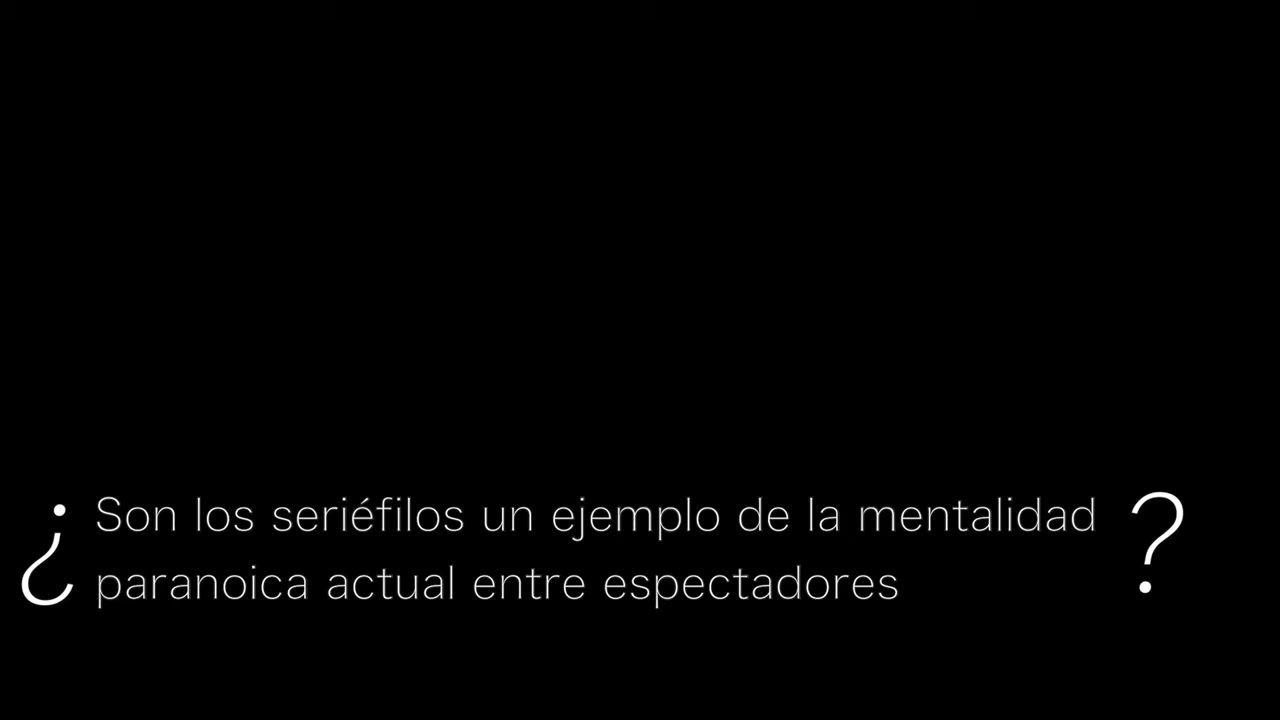 ¿Son los seriéfilos un ejemplo de la mentalidad
paranoica actual entre espectadores?